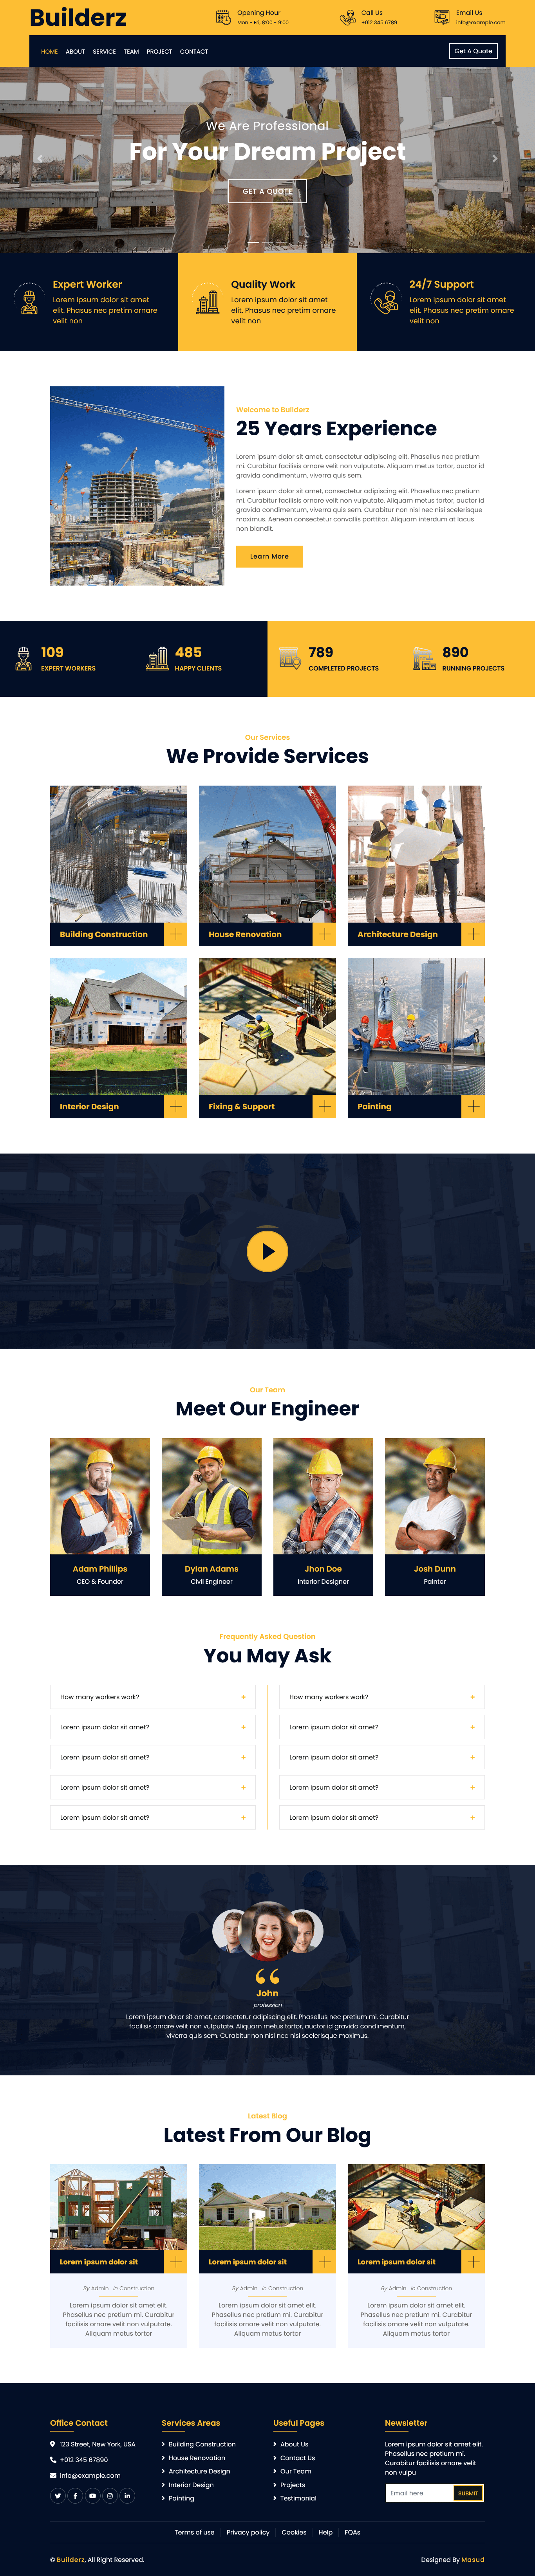 Builderz
Opening Hour
Mon - Fri, 8:00 - 9:00
Call Us
+012 345 6789
Email Us
info@example.com
HOME ABOUT SERVICE TEAM PROJECT CONTACT
Get A Quote
We Are Professional
For Your Dream Project
GET A QUOTE
Expert Worker
Lorem ipsum dolor sit amet
elit. Phasus nec pretim ornare
velit non
Quality Work
Lorem ipsum dolor sit amet
elit. Phasus nec pretim ornare
velit non
24/7 Support
Lorem ipsum dolor sit amet
elit. Phasus nec pretim ornare
velit non
Welcome to Builderz
25 Years Experience
Lorem ipsum dolor sit amet, consectetur adipiscing elit. Phasellus nec pretium
mi. Curabitur facilisis ornare velit non vulputate. Aliquam metus tortor, auctor id
gravida condimentum, viverra quis sem.
Lorem ipsum dolor sit amet, consectetur adipiscing elit. Phasellus nec pretium
mi. Curabitur facilisis ornare velit non vulputate. Aliquam metus tortor, auctor id
gravida condimentum, viverra quis sem. Curabitur non nisl nec nisi scelerisque
maximus. Aenean consectetur convallis porttitor. Aliquam interdum at lacus
non blandit.
Learn More
109
EXPERT WORKERS
485
HAPPY CLIENTS
789
COMPLETED PROJECTS
890
RUNNING PROJECTS
Our Services
We Provide Services
Building Construction
House Renovation
Architecture Design
Interior Design
Fixing & Support
Painting
Our Team
Meet Our Engineer
Adam Phillips
CEO & Founder
Dylan Adams
Civil Engineer
Jhon Doe
Interior Designer
Josh Dunn
Painter
Frequently Asked Question
You May Ask
How many workers work? +
Lorem ipsum dolor sit amet? +
Lorem ipsum dolor sit amet? +
Lorem ipsum dolor sit amet? +
Lorem ipsum dolor sit amet? +
How many workers work? +
Lorem ipsum dolor sit amet? +
Lorem ipsum dolor sit amet? +
Lorem ipsum dolor sit amet? +
Lorem ipsum dolor sit amet? +
John
profession
Lorem ipsum dolor sit amet, consectetur adipiscing elit. Phasellus nec pretium mi. Curabitur
facilisis ornare velit non vulputate. Aliquam metus tortor, auctor id gravida condimentum,
viverra quis sem. Curabitur non nisl nec nisi scelerisque maximus.
Latest Blog
Latest From Our Blog
Lorem ipsum dolor sit
By Admin In Construction
Lorem ipsum dolor sit amet elit.
Phasellus nec pretium mi. Curabitur
facilisis ornare velit non vulputate.
Aliquam metus tortor
Lorem ipsum dolor sit
By Admin In Construction
Lorem ipsum dolor sit amet elit.
Phasellus nec pretium mi. Curabitur
facilisis ornare velit non vulputate.
Aliquam metus tortor
Lorem ipsum dolor sit
By Admin In Construction
Lorem ipsum dolor sit amet elit.
Phasellus nec pretium mi. Curabitur
facilisis ornare velit non vulputate.
Aliquam metus tortor
Office Contact
123 Street, New York, USA
+012 345 67890
info@example.com
Services Areas
Building Construction
House Renovation
Architecture Design
Interior Design
Painting
Useful Pages
About Us
Contact Us
Our Team
Projects
Testimonial
Newsletter
Lorem ipsum dolor sit amet elit.
Phasellus nec pretium mi.
Curabitur facilisis ornare velit
non vulpu
Email here
SUBMIT
Terms of use Privacy policy Cookies Help FQAs
© Builderz, All Right Reserved.
Designed By Masud